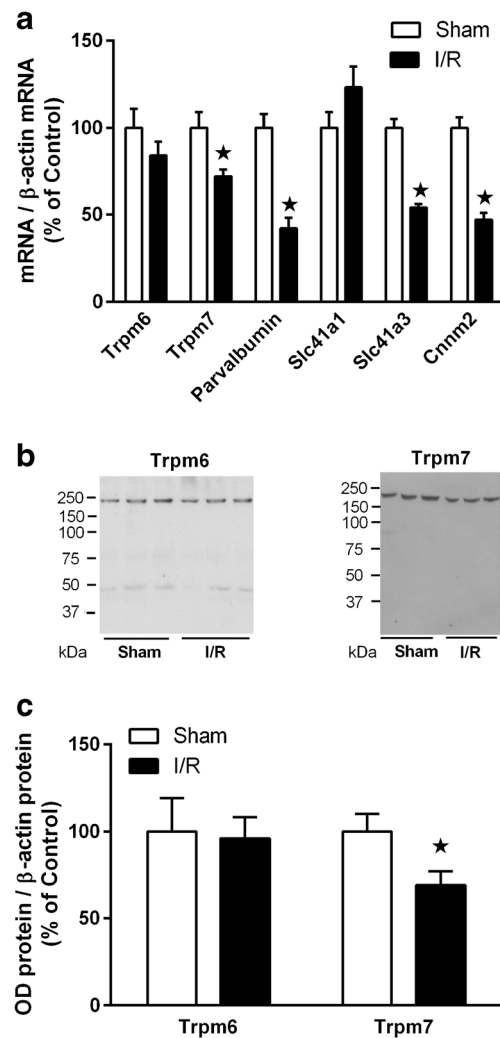 a
Sham
I/R
mRNA / β-actin mRNA
(% of Control)
150
100
50
0
★
★
★
★
Trpm6
Trpm7
Parvalbumin
Slc41a1
Slc41a3
Cnnm2
b
Trpm6
250
150
100
75
50
37
kDa
Sham
I/R
Trpm7
250
150
100
75
50
37
kDa
Sham
I/R
c
Sham
I/R
OD protein / β-actin protein
(% of Control)
150
100
50
0
★
Trpm6
Trpm7